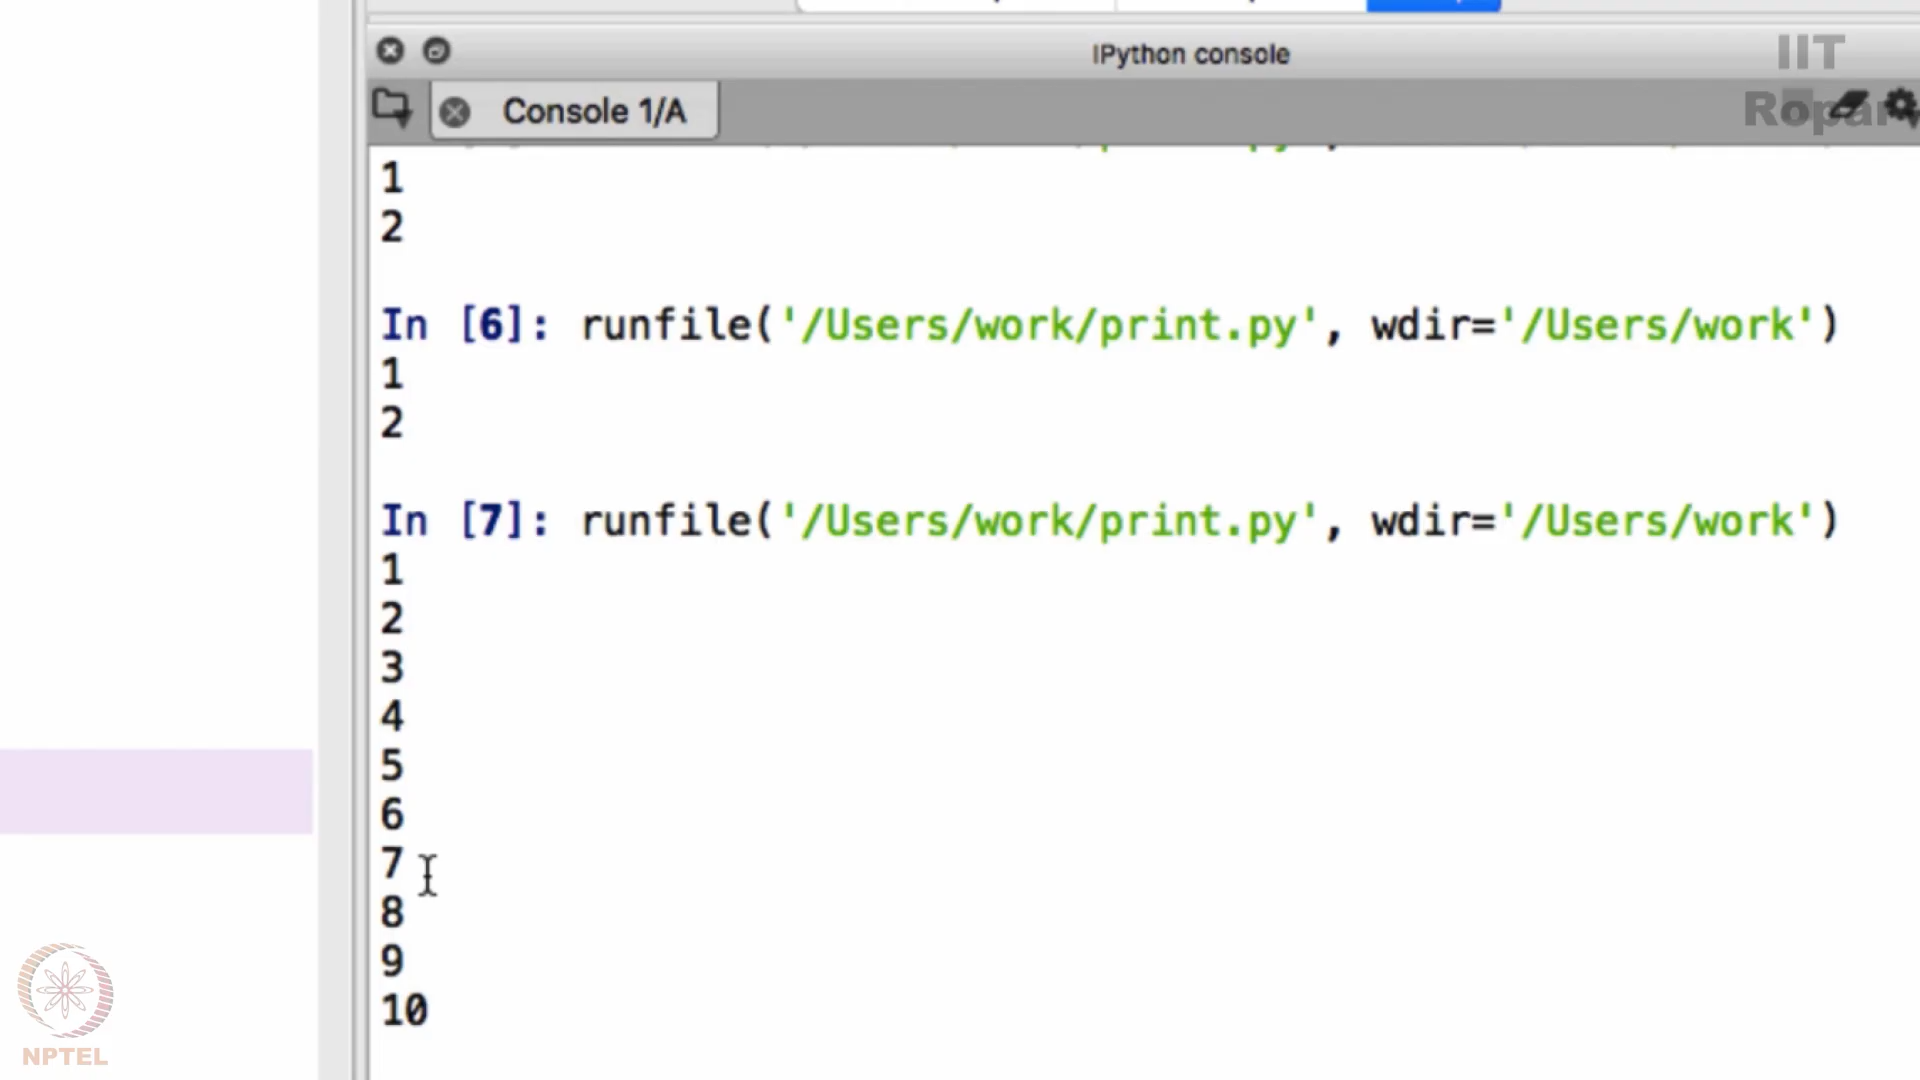 IPython console
IIT
Ropar
Console 1/A
1
2
In [6]: runfile('/Users/work/print.py', wdir='/Users/work')
1
2
In [7]: runfile('/Users/work/print.py', wdir='/Users/work')
1
2
3
4
5
6
7
8
9
10
NPTEL